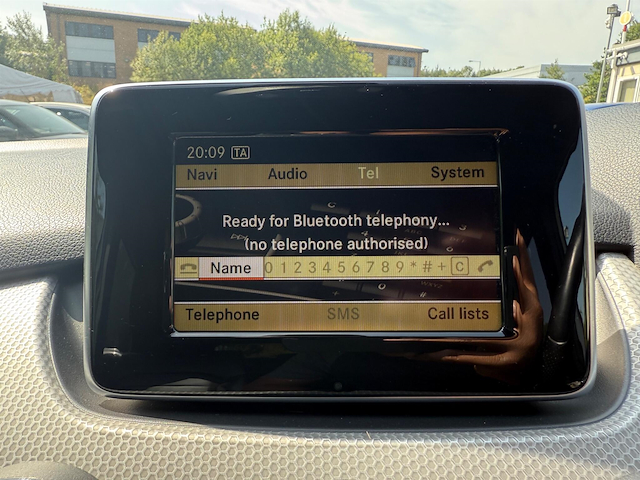 20:09 TA
Navi Audio Tel System
Ready for Bluetooth telephony...
(no telephone authorised)
Name 0 1 2 3 4 5 6 7 8 9 * # + C
Telephone SMS Call lists